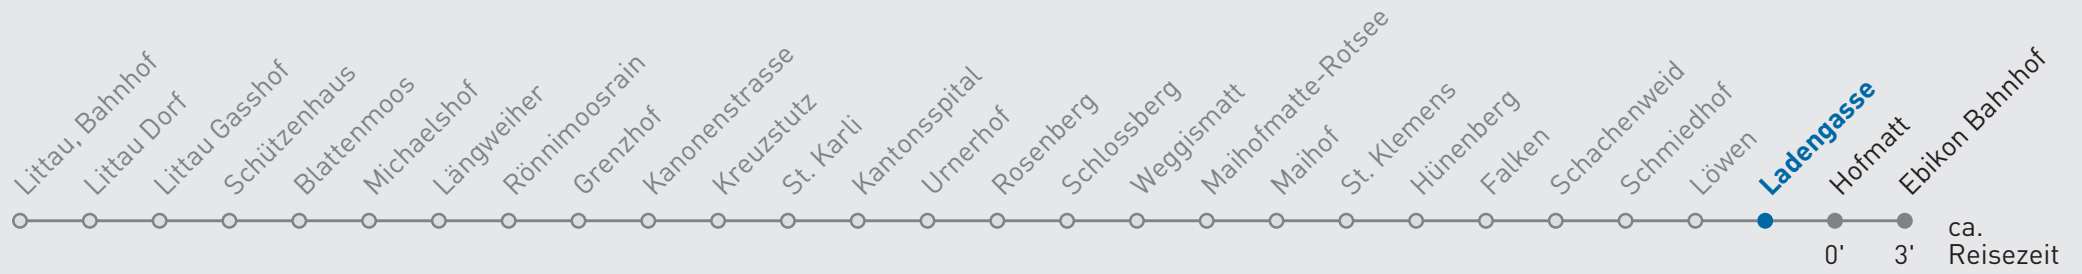 Littau, Bahnhof
Littau Dorf
Littau Gasshof
Schützenhaus
Blattenmoos
Michaelshof
Längweiher
Rönnimoosrain
Grenzhof
Kanonenstrasse
Kreuzstutz
St. Karli
Kantonsspital
Urnerhof
Rosenberg
Schlossberg
Weggismatt
Maihofmatte-Rotsee
Maihof
St. Klemens
Hünenberg
Falken
Schachenweid
Schmiedhof
Löwen
Ladengasse
Hofmatt
Ebikon Bahnhof
ca.
0' 3' Reisezeit